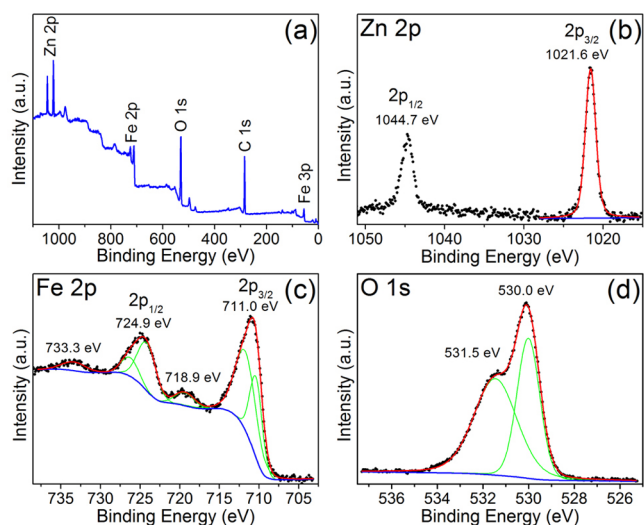 (a)
Zn 2p
Fe 2p
O 1s
C 1s
Fe 3p
Intensity (a.u.)
1000 800 600 400 200 0
Binding Energy (eV)
Zn 2p
(b)
2p3/2
1021.6 eV
2p1/2
1044.7 eV
Intensity (a.u.)
1050 1040 1030 1020
Binding Energy (eV)
Fe 2p
(c)
2p3/2
711.0 eV
2p1/2
724.9 eV
733.3 eV
718.9 eV
Intensity (a.u.)
735 725 715 710 705
Binding Energy (eV)
O 1s
(d)
530.0 eV
531.5 eV
Intensity (a.u.)
536 534 532 530 528 526
Binding Energy (eV)